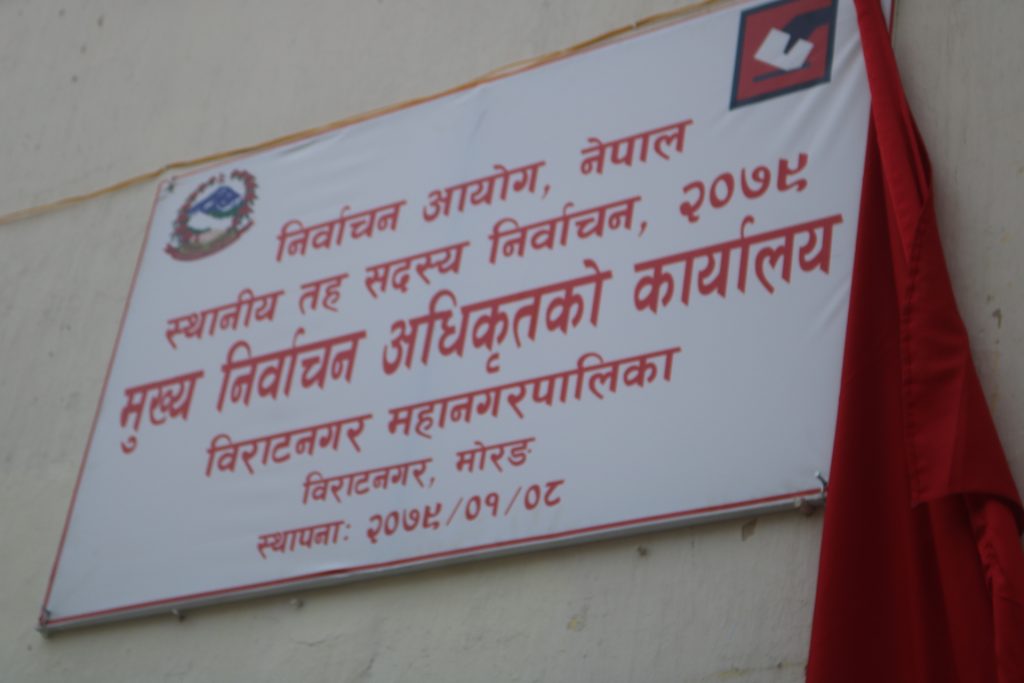 निर्वाचन आयोग, नेपाल
स्थानीय तह सदस्य निर्वाचन, २०७९
मुख्य निर्वाचन अधिकृतको कार्यालय
विराटनगर महानगरपालिका
विराटनगर, मोरङ
स्थापनाः २०७९/०१/०८